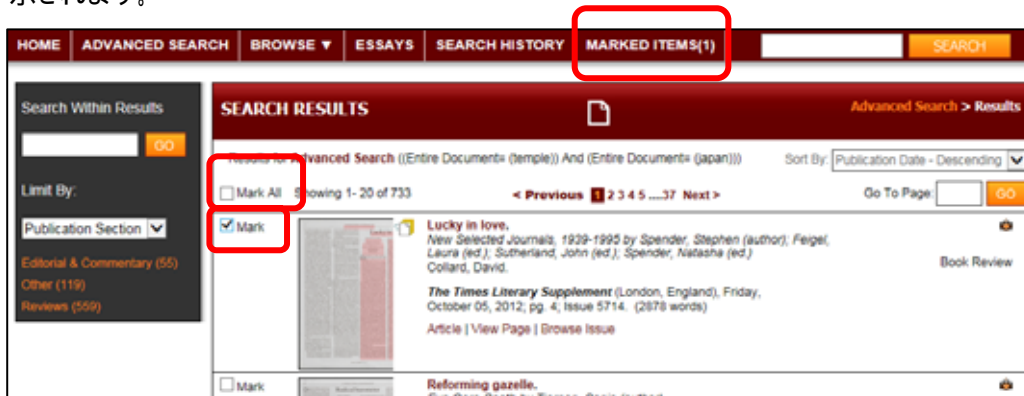 示されます。
HOME ADVANCED SEARCH BROWSE ▼ ESSAYS SEARCH HISTORY MARKED ITEMS(1) SEARCH
Search Within Results
GO
Limit By:
Publication Section
Editorial & Commentary (55)
Other (119)
Reviews (559)
SEARCH RESULTS Advanced Search > Results
Results for Advanced Search ((Entire Document= (temple)) And (Entire Document= (japan))) Sort By: Publication Date - Descending
Mark All Showing 1- 20 of 733 < Previous 1 2 3 4 5 ....37 Next > Go To Page: GO
Mark
Lucky in love.
New Selected Journals, 1939-1995 by Spender, Stephen (author); Feigel,
Laura (ed.); Sutherland, John (ed.); Spender, Natasha (ed.)
Collard, David.
Book Review
The Times Literary Supplement (London, England), Friday,
October 05, 2012; pg. 4; Issue 5714. (2878 words)
Article | View Page | Browse Issue
Mark
Reforming gazelle.